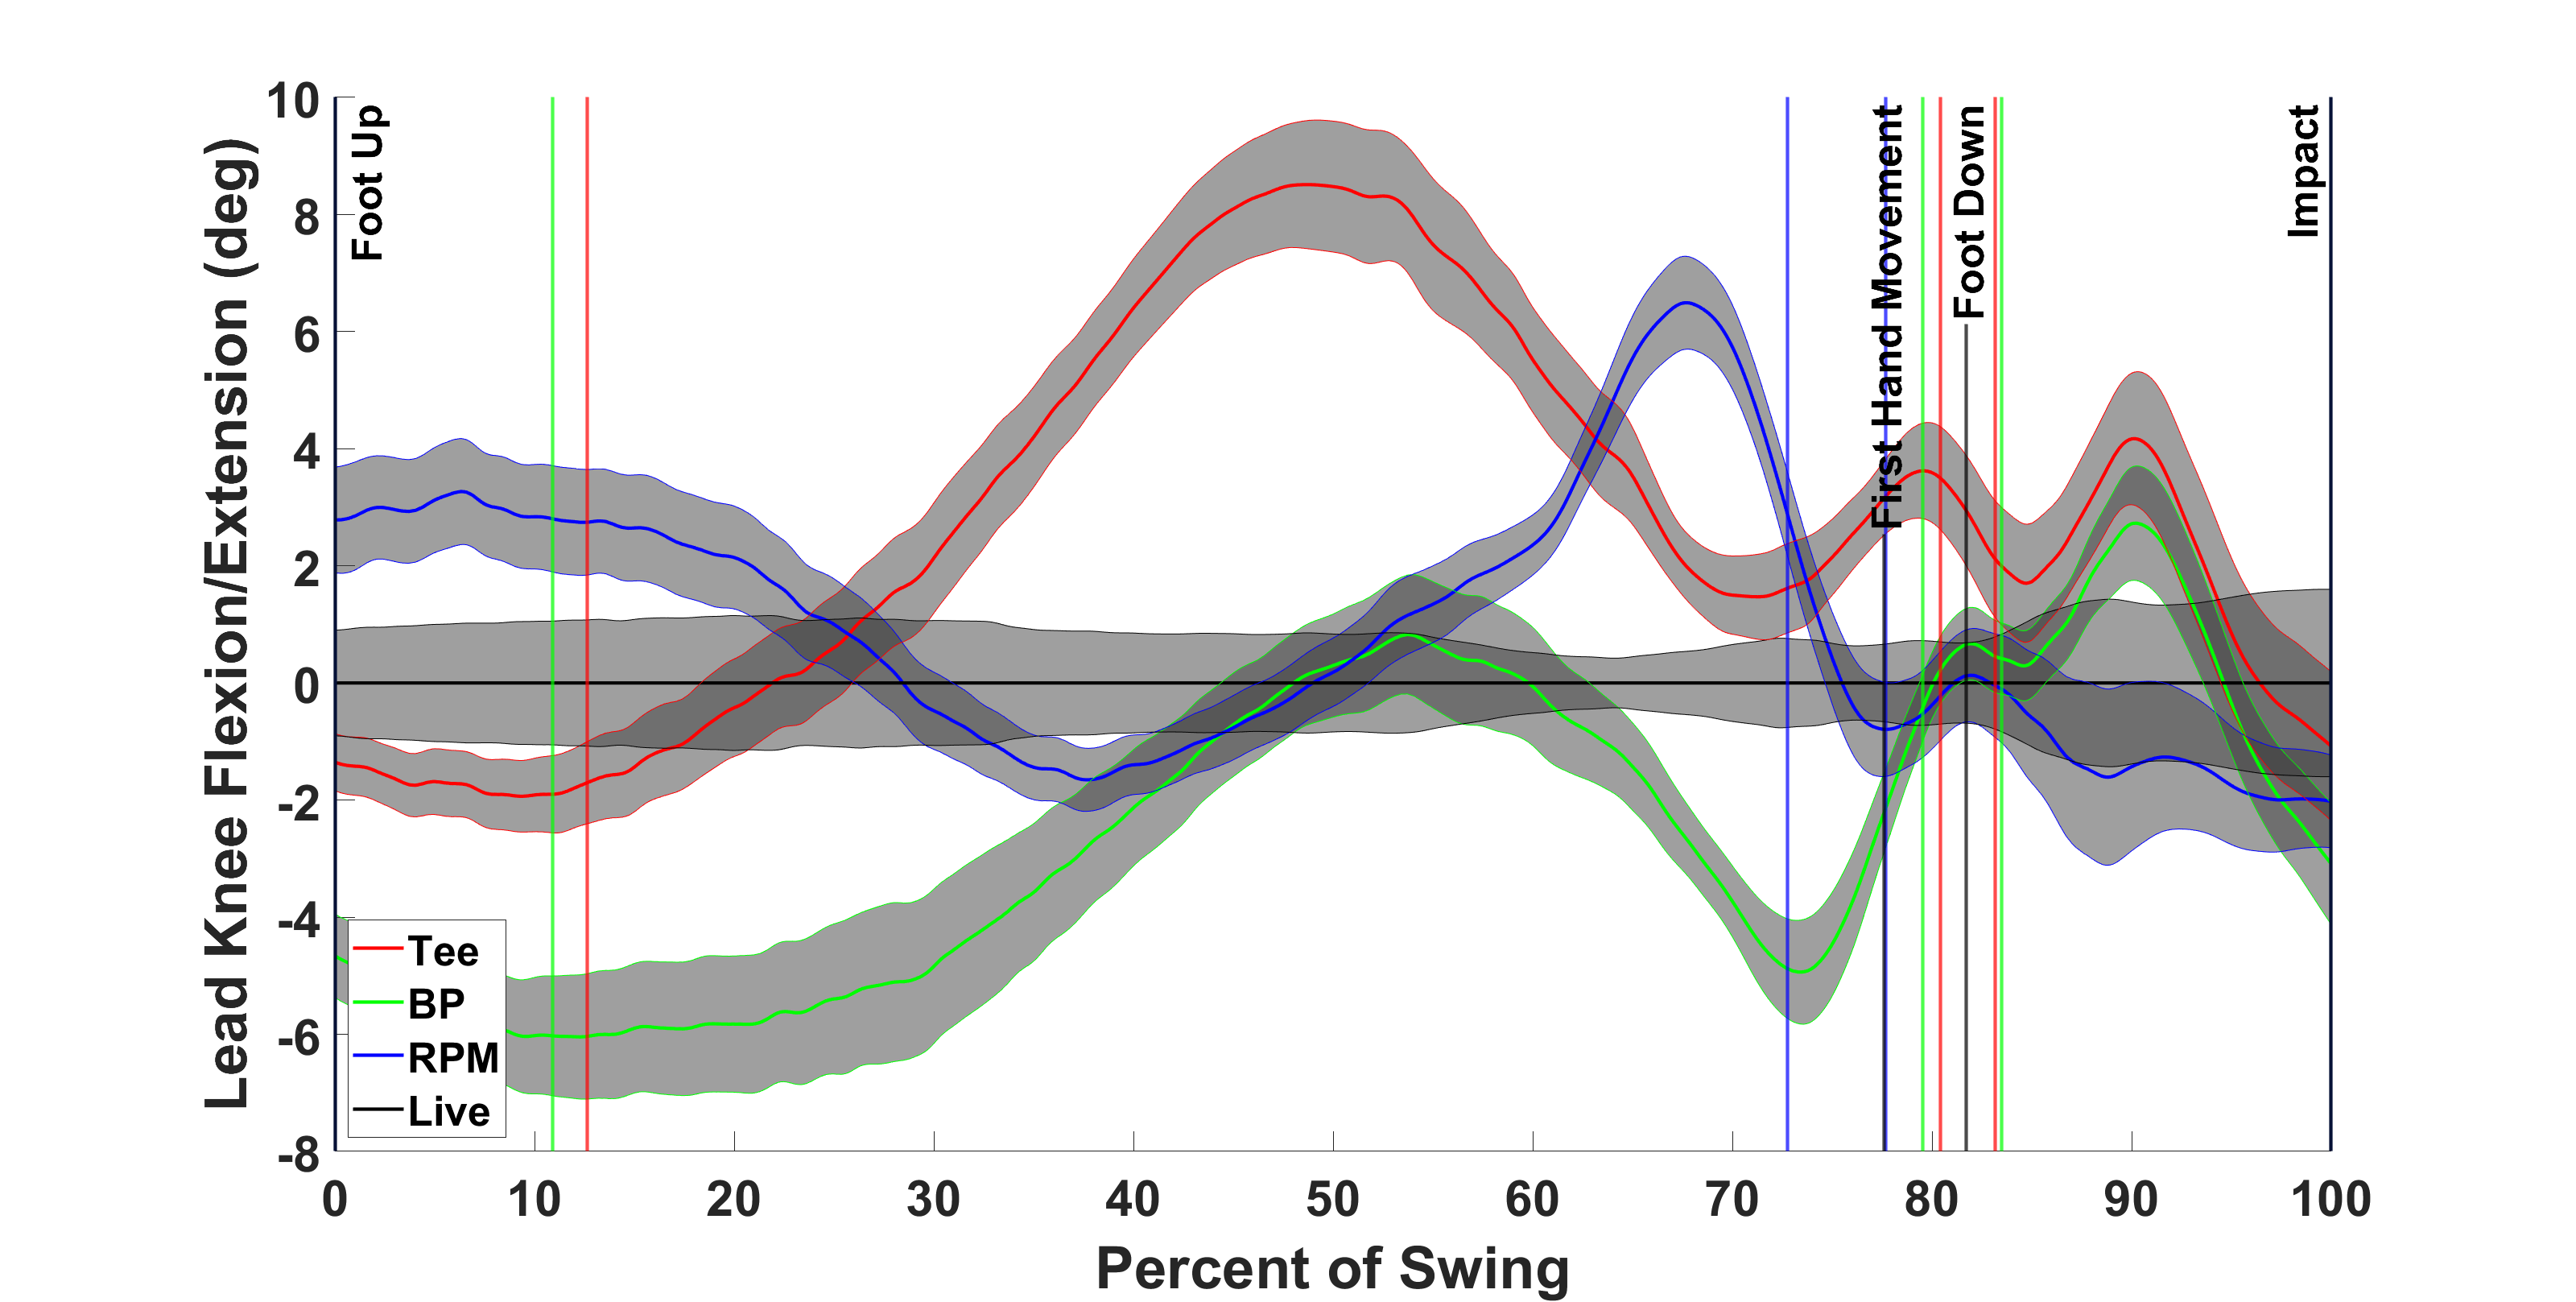 Lead Knee Flexion/Extension (deg)
10
8
6
4
2
0
-2
-4
-6
-8
Foot Up
First Hand Movement
Foot Down
Impact
Tee
BP
RPM
Live
0 10 20 30 40 50 60 70 80 90 100
Percent of Swing